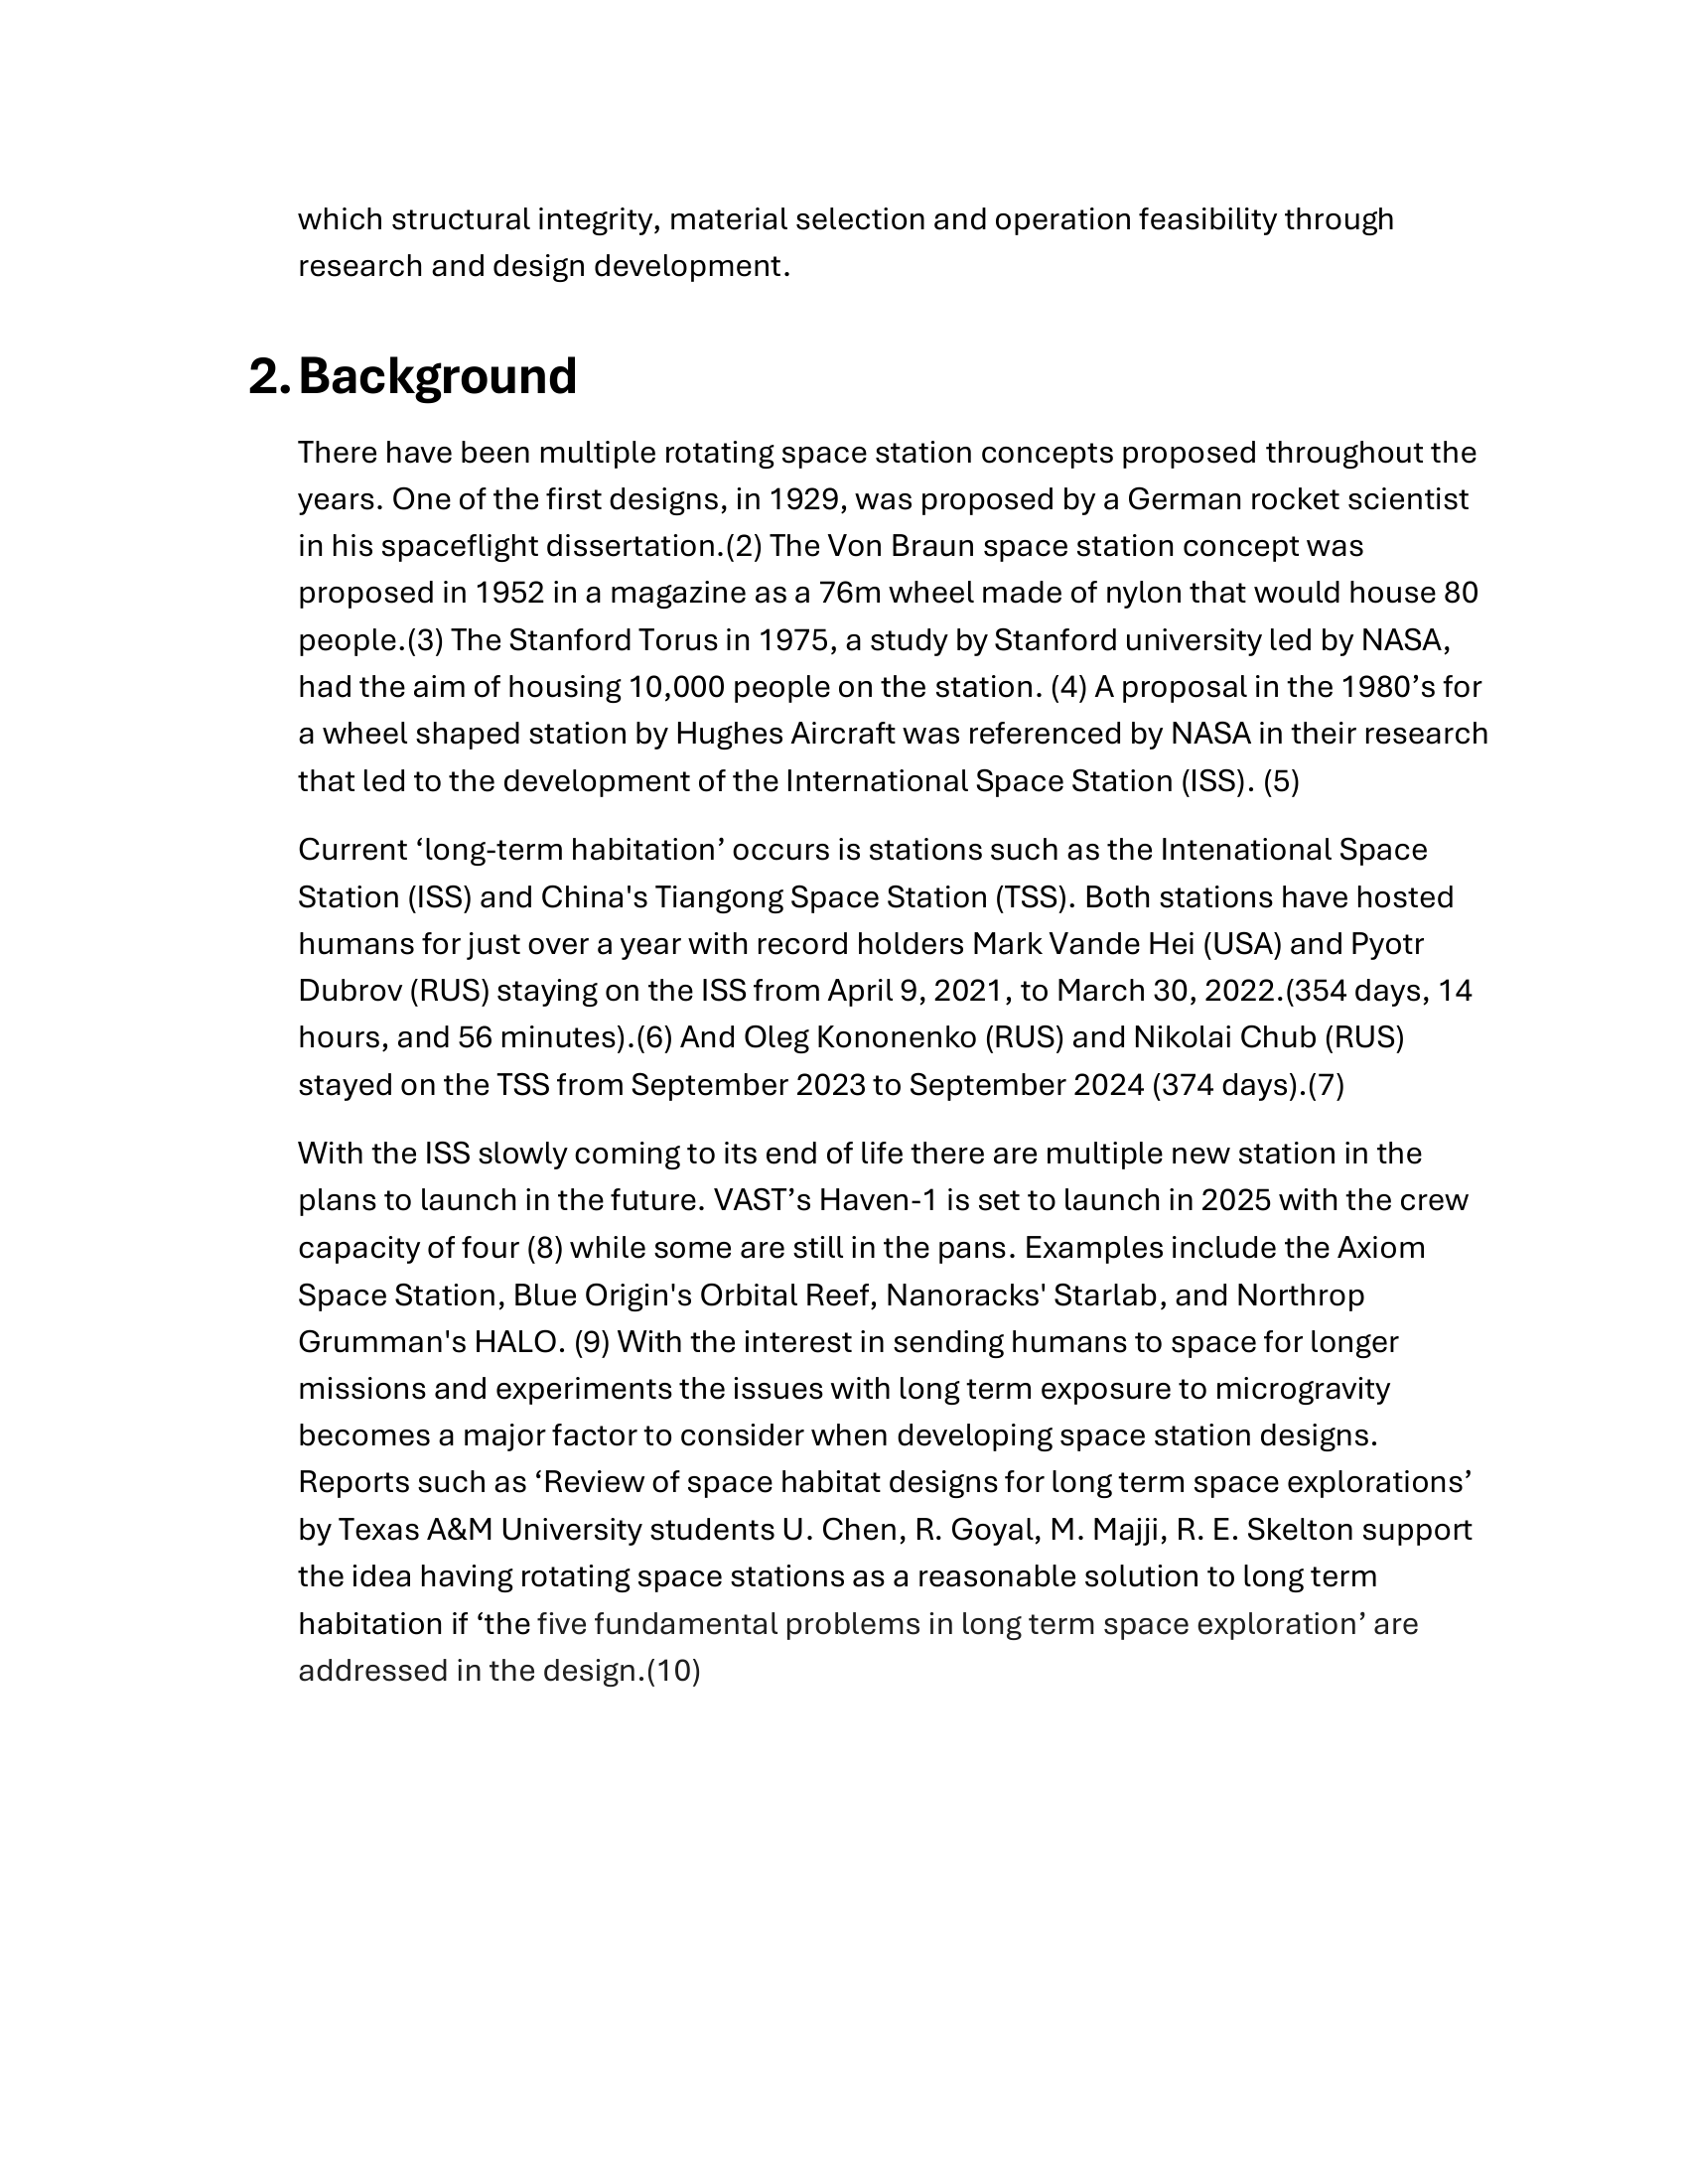 which structural integrity, material selection and operation feasibility through
research and design development.
2. Background
There have been multiple rotating space station concepts proposed throughout the
years. One of the first designs, in 1929, was proposed by a German rocket scientist
in his spaceflight dissertation.(2) The Von Braun space station concept was
proposed in 1952 in a magazine as a 76m wheel made of nylon that would house 80
people.(3) The Stanford Torus in 1975, a study by Stanford university led by NASA,
had the aim of housing 10,000 people on the station. (4) A proposal in the 1980’s for
a wheel shaped station by Hughes Aircraft was referenced by NASA in their research
that led to the development of the International Space Station (ISS). (5)
Current ‘long-term habitation’ occurs is stations such as the Intenational Space
Station (ISS) and China's Tiangong Space Station (TSS). Both stations have hosted
humans for just over a year with record holders Mark Vande Hei (USA) and Pyotr
Dubrov (RUS) staying on the ISS from April 9, 2021, to March 30, 2022.(354 days, 14
hours, and 56 minutes).(6) And Oleg Kononenko (RUS) and Nikolai Chub (RUS)
stayed on the TSS from September 2023 to September 2024 (374 days).(7)
With the ISS slowly coming to its end of life there are multiple new station in the
plans to launch in the future. VAST’s Haven-1 is set to launch in 2025 with the crew
capacity of four (8) while some are still in the pans. Examples include the Axiom
Space Station, Blue Origin's Orbital Reef, Nanoracks' Starlab, and Northrop
Grumman's HALO. (9) With the interest in sending humans to space for longer
missions and experiments the issues with long term exposure to microgravity
becomes a major factor to consider when developing space station designs.
Reports such as ‘Review of space habitat designs for long term space explorations’
by Texas A&M University students U. Chen, R. Goyal, M. Majji, R. E. Skelton support
the idea having rotating space stations as a reasonable solution to long term
habitation if ‘the five fundamental problems in long term space exploration’ are
addressed in the design.(10)